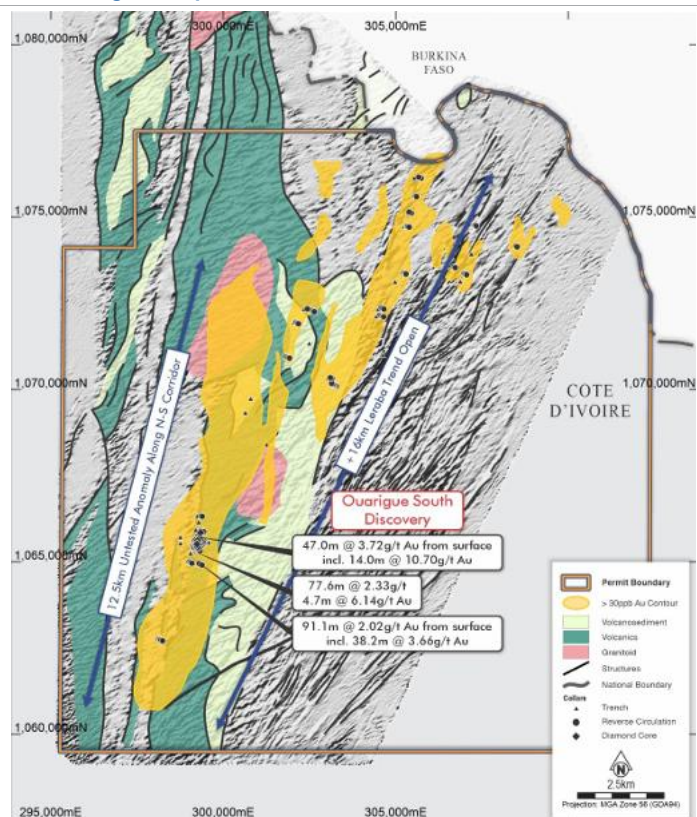 300,000mE
305,000mE
1,080,000mN
BURKINA
FASO
1,075,000mN
1,075,000mN
12.5km Untested Anomaly Along N-S Corridor
+16km Leraba Trend Open
1,070,000mN
1,070,000mN
COTE
D'IVOIRE
Ouarigue South
Discovery
47.0m @ 3.72g/t Au from surface
incl. 14.0m @ 10.70g/t Au
1,065,000mN
1,065,000mN
77.6m @ 2.33g/t
4.7m @ 6.14g/t Au
91.1m @ 2.02g/t Au from surface
incl. 38.2m @ 3.66g/t Au
1,060,000mN
Permit Boundary
> 30ppb Au Contour
Volcanosediment
Volcanics
Granitoid
Structures
National Boundary
Collars
Trench
Reverse Circulation
Diamond Core
N
2.5km
Projection: MGA Zone 56 (GDA94)
295,000mE
300,000mE
305,000mE